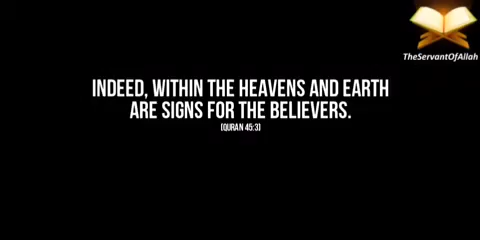 TheServantOfAllah
INDEED, WITHIN THE HEAVENS AND EARTH
ARE SIGNS FOR THE BELIEVERS.
(QURAN 45:3)